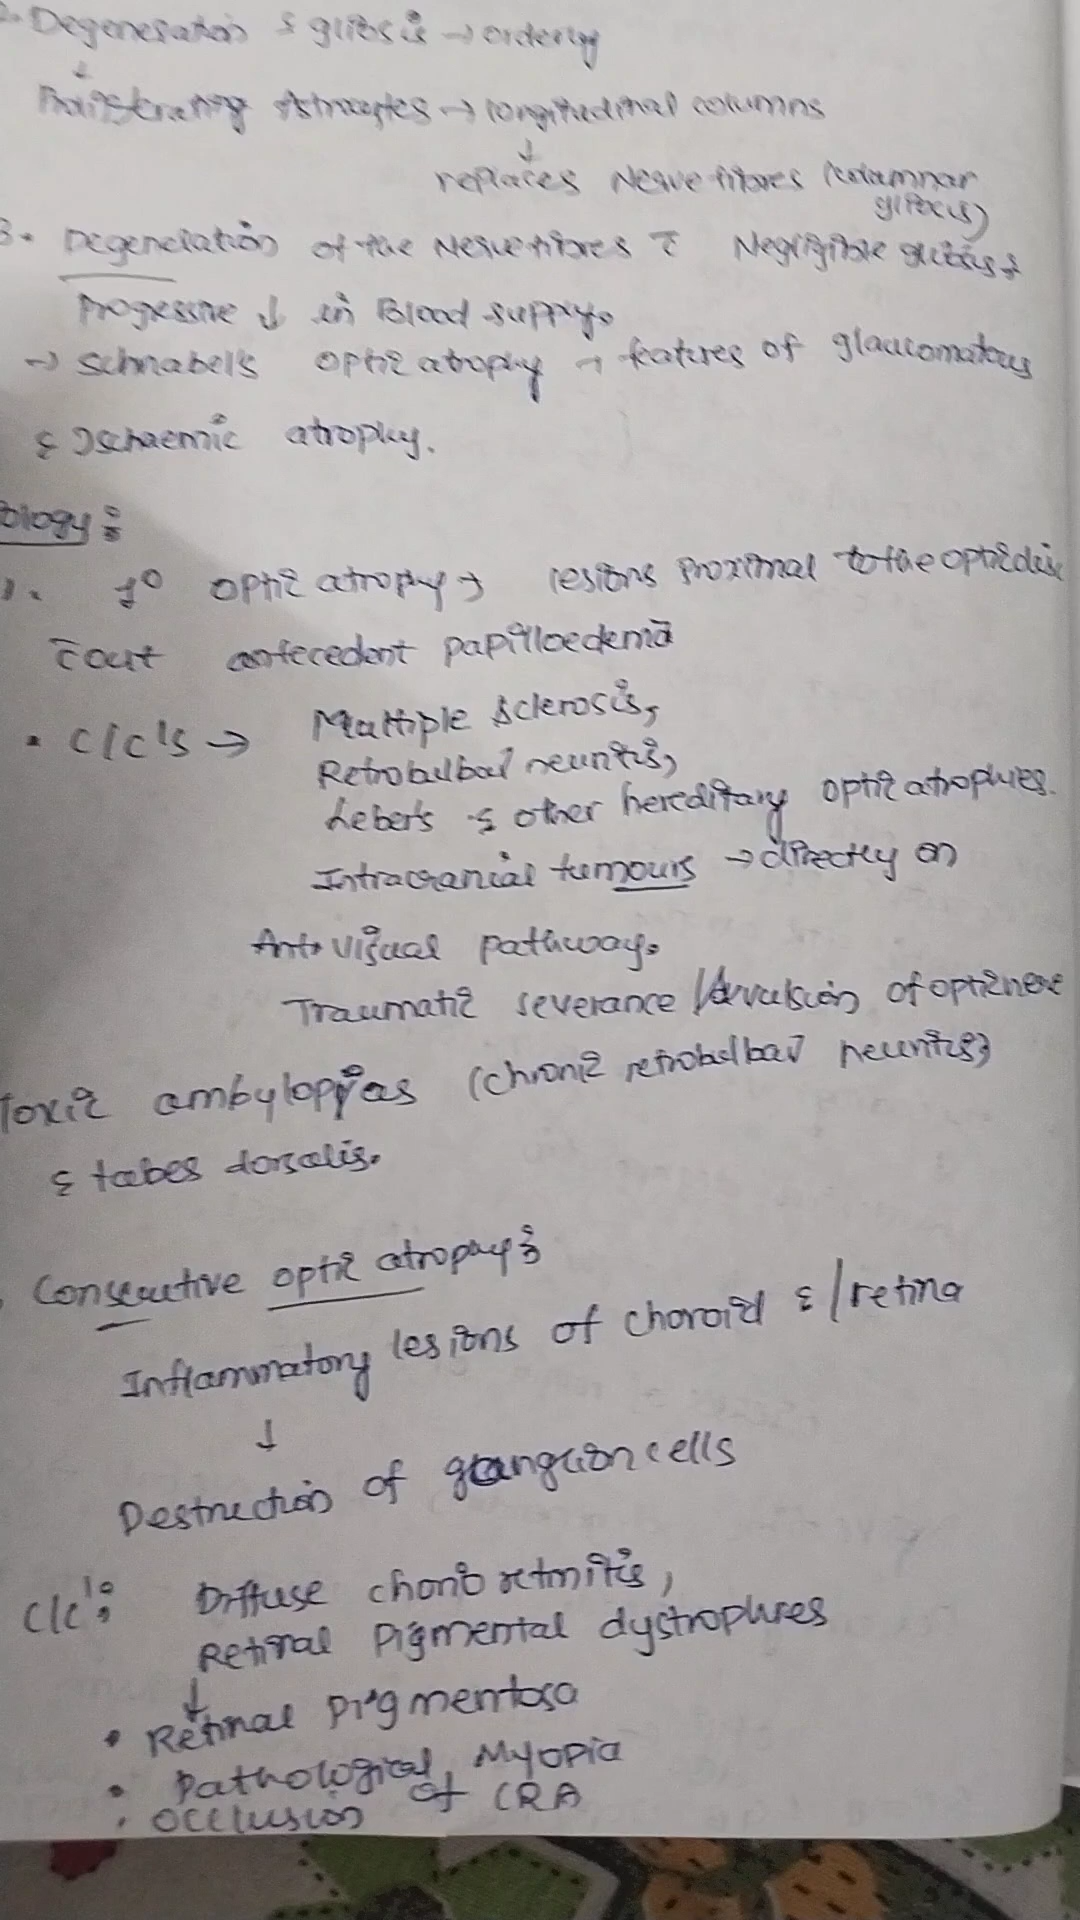 2. Degeneration & gliosis → orderly
↓
Proliferating Astrocytes → longitudinal columns
↓
replaces Nerve fibres (columnar
gliosis)
3. Degeneration of the Nerve fibres c̄ Negligible gliosis:
Progressive ↓ in Blood supply.
→ Schnabel's optic atrophy → features of glaucomatous
& Ischaemic atrophy.
ology:
1. 1° optic atrophy → lesions proximal to the optic disc
c̄out antecedent papilloedema
• C/C's → Multiple sclerosis,
Retrobulbal neuritis,
Leber's & other hereditary optic atrophies.
Intracranial tumours → directly on
Ant. visual pathway.
Traumatic severance /Avulsion of optic nerve
Toxic ambylopias (chronic retrobulbal neuritis)
& tabes dorsalis.
Consecutive optic atrophy:
Inflammatory lesions of choroid & /retina
↓
Destruction of ganglion cells
C/C': Diffuse chorioretinitis,
Retinal Pigmental dystrophies
↓
• Retinal Pigmentosa
• Pathological Myopia
• Occlusion of CRA